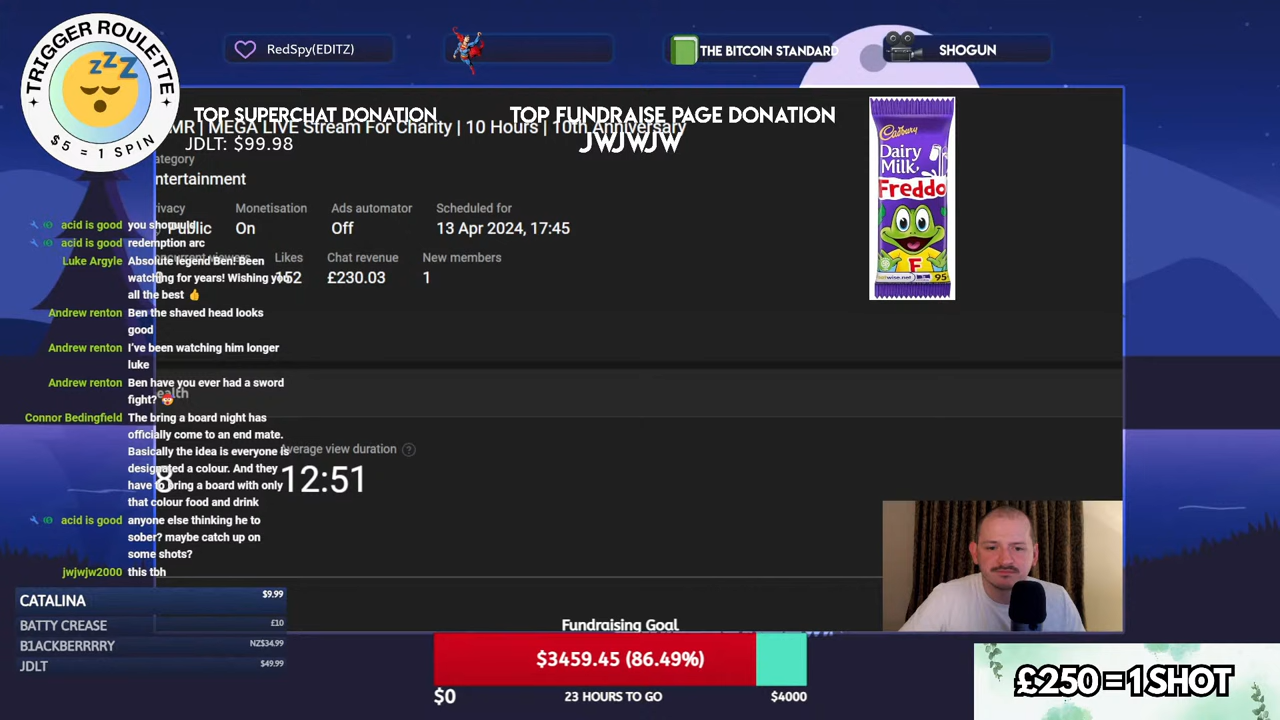 TRIGGER ROULETTE
zzz
$5 = 1 SPIN
RedSpy(EDITZ)
THE BITCOIN STANDARD
SHOGUN
TOP SUPERCHAT DONATION
JDLT: $99.98
TOP FUNDRAISE PAGE DONATION
JWJWJW
MR | MEGA LIVE Stream For Charity | 10 Hours | 10th Anniversary
ategory
ntertainment
ivacy
Public
Monetisation
On
Ads automator
Off
Scheduled for
13 Apr 2024, 17:45
Likes
152
Chat revenue
£230.03
New members
1
Cadbury
Dairy
Milk
Freddo
F
95
acid is good you should
acid is good redemption arc
Luke Argyle Absolute legend Ben! Been
watching for years! Wishing you
all the best 👍
Andrew renton Ben the shaved head looks
good
Andrew renton I've been watching him longer
luke
Andrew renton Ben have you ever had a sword
fight?
Connor Bedingfield The bring a board night has
officially come to an end mate.
Basically the idea is everyone is
designated a colour. And they
have to bring a board with only
that colour food and drink
acid is good anyone else thinking he to
sober? maybe catch up on
some shots?
jwjwjw2000 this tbh
ealth
Average view duration ?
8
12:51
CATALINA $9.99
BATTY CREASE £10
B1ACKBERRRRY NZ$34.99
JDLT $49.99
Fundraising Goal
$3459.45 (86.49%)
$0 23 HOURS TO GO $4000
£250 = 1 SHOT